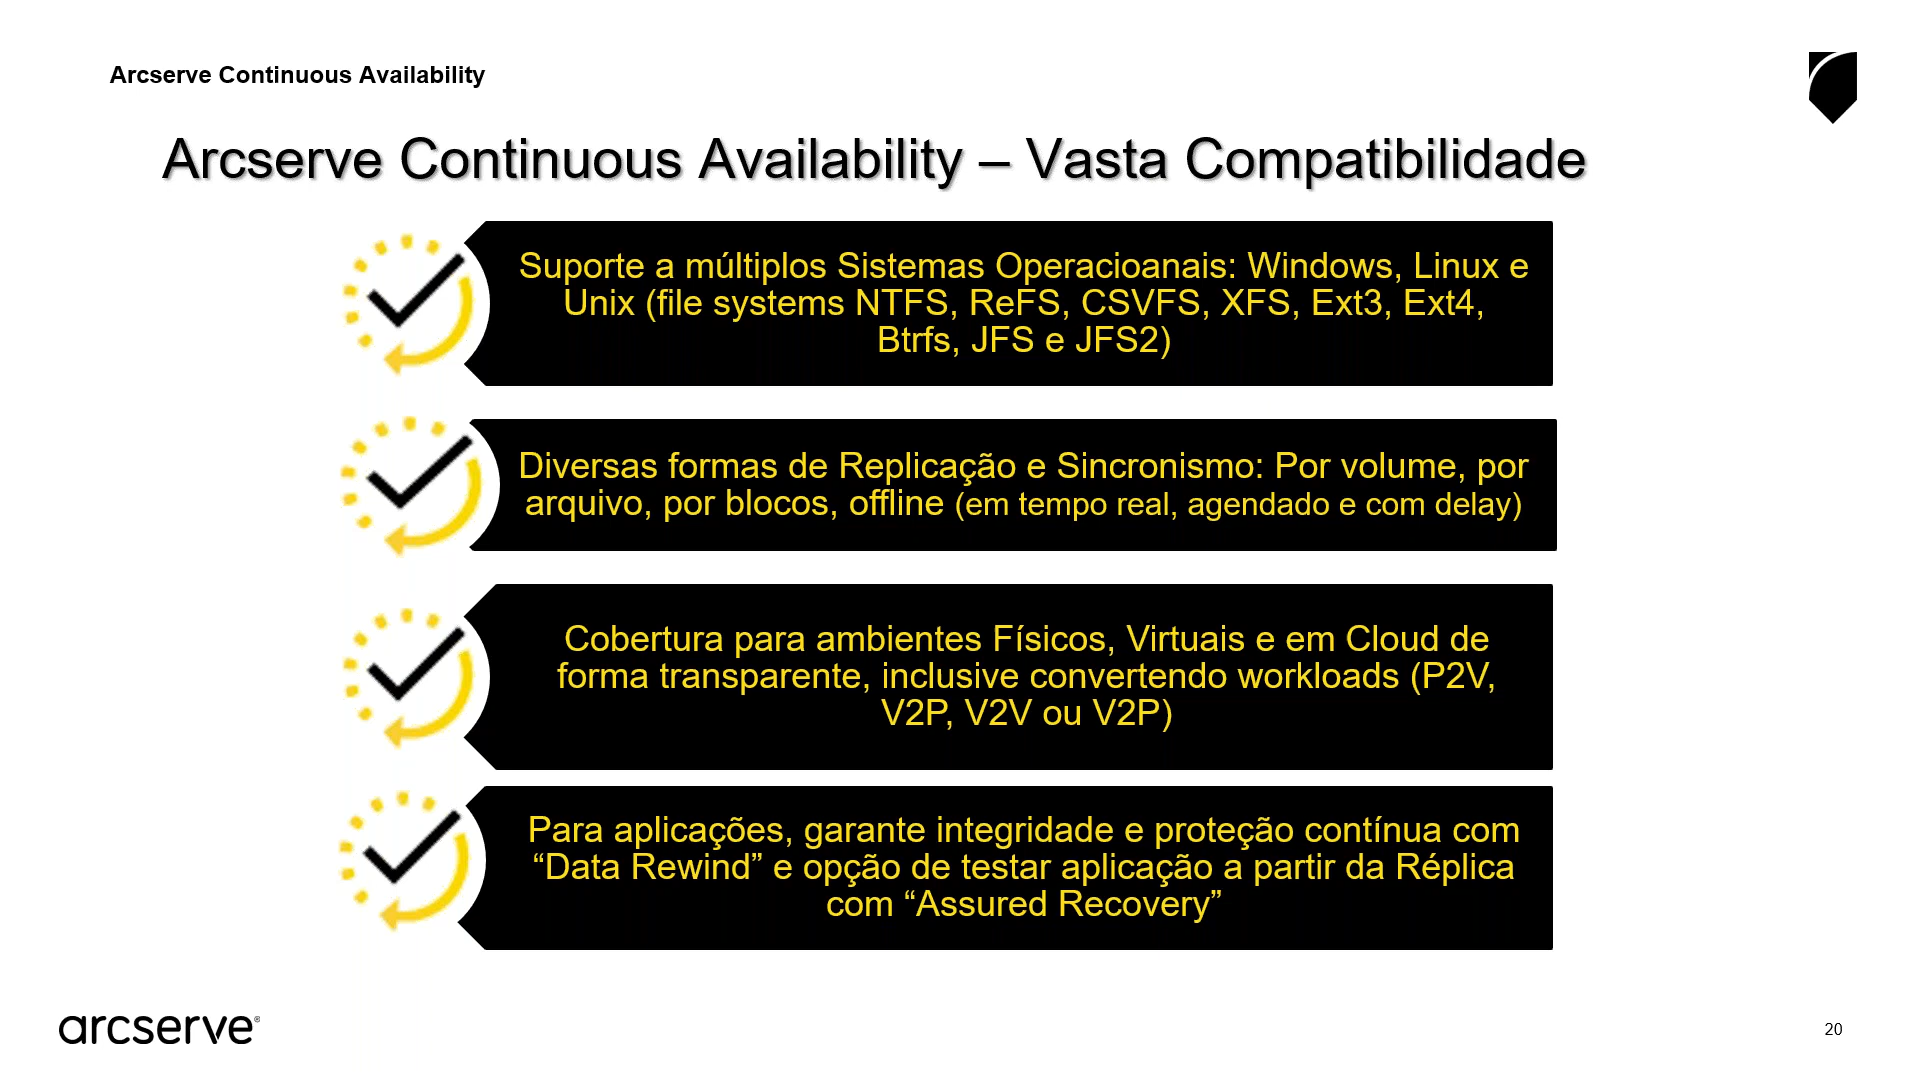 Arcserve Continuous Availability
Arcserve Continuous Availability – Vasta Compatibilidade
Suporte a múltiplos Sistemas Operacioanais: Windows, Linux e
Unix (file systems NTFS, ReFS, CSVFS, XFS, Ext3, Ext4,
Btrfs, JFS e JFS2)
Diversas formas de Replicação e Sincronismo: Por volume, por
arquivo, por blocos, offline (em tempo real, agendado e com delay)
Cobertura para ambientes Físicos, Virtuais e em Cloud de
forma transparente, inclusive convertendo workloads (P2V,
V2P, V2V ou V2P)
Para aplicações, garante integridade e proteção contínua com
“Data Rewind” e opção de testar aplicação a partir da Réplica
com “Assured Recovery”
arcserve®
20